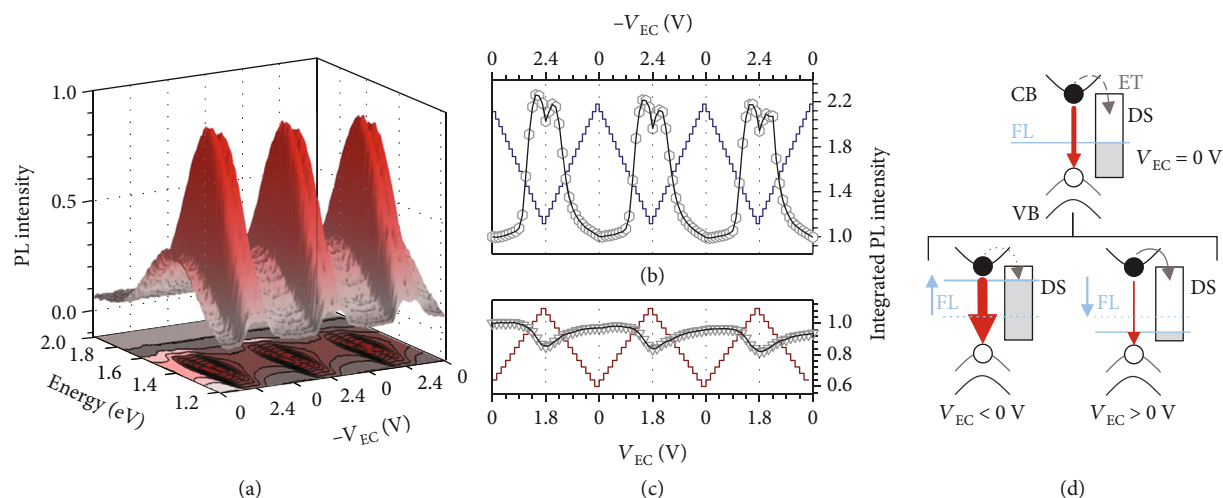 1.0
0.5
0.0
PL intensity
2.0
1.8
1.6
1.4
1.2
Energy (eV)
0
2.4
0
2.4
0
2.4
0
–V_EC (V)
(a)
–V_EC (V)
0 2.4 0 2.4 0 2.4 0
2.2
1.8
1.4
1.0
(b)
1.0
0.8
0.6
Integrated PL intensity
0 1.8 0 1.8 0 1.8 0
V_EC (V)
(c)
CB
ET
DS
FL
V_EC = 0 V
VB
FL
DS
V_EC < 0 V
FL
DS
V_EC > 0 V
(d)